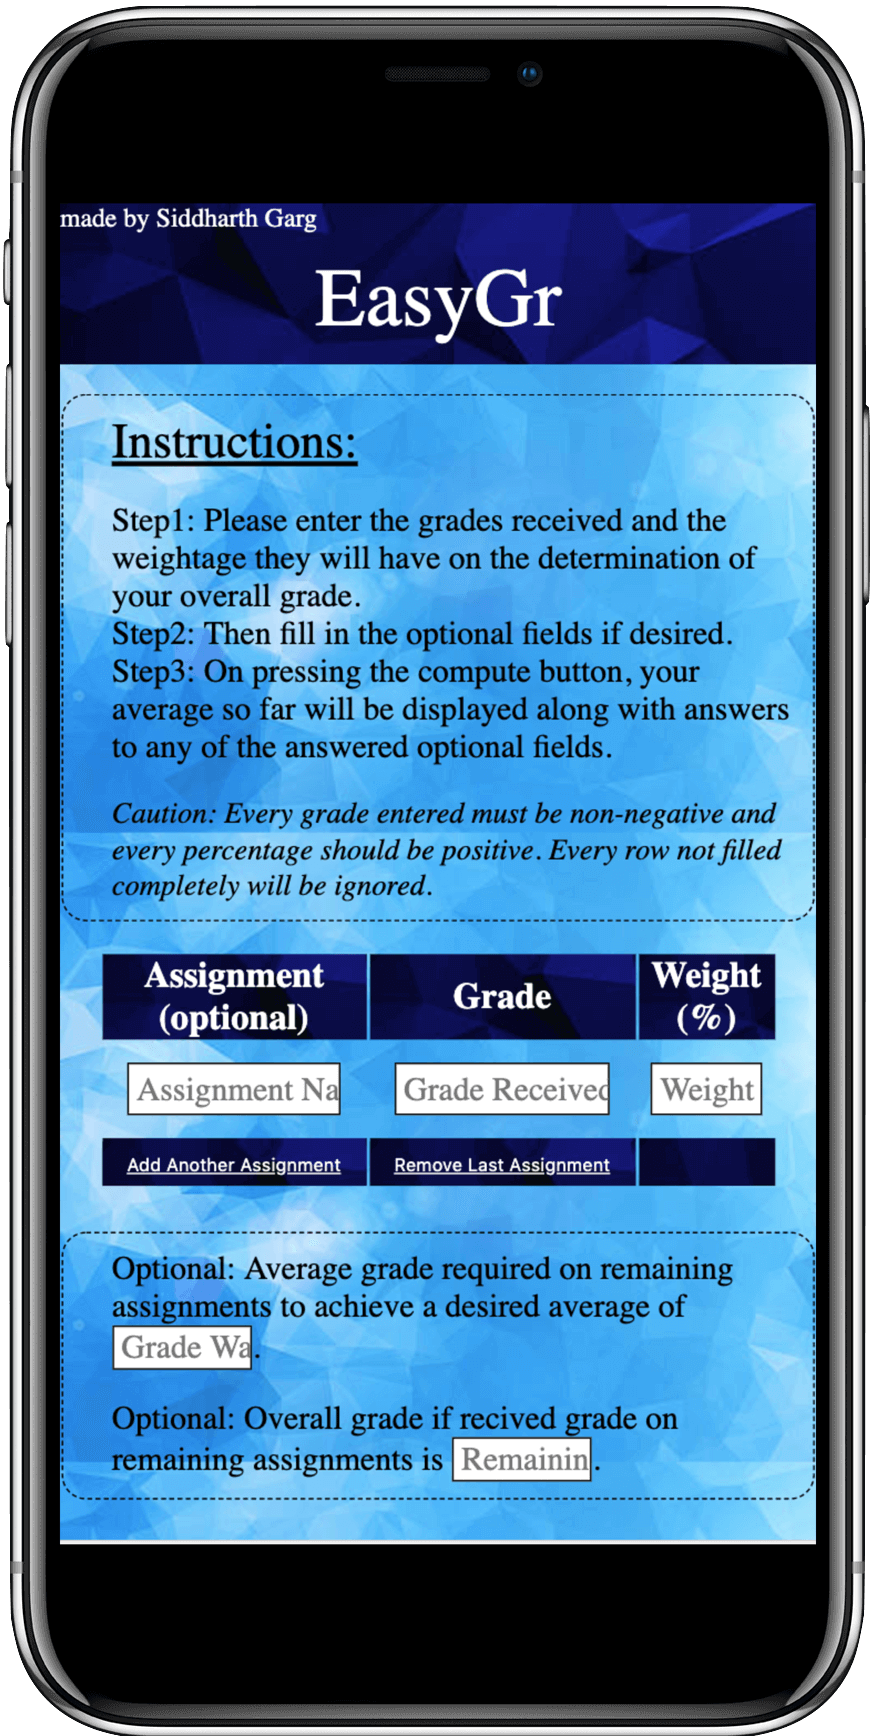 made by Siddharth Garg
EasyGr
Instructions:
Step1: Please enter the grades received and the
weightage they will have on the determination of
your overall grade.
Step2: Then fill in the optional fields if desired.
Step3: On pressing the compute button, your
average so far will be displayed along with answers
to any of the answered optional fields.
Caution: Every grade entered must be non-negative and
every percentage should be positive. Every row not filled
completely will be ignored.
Assignment
(optional)
Grade
Weight
(%)
Assignment Na
Grade Received
Weight
Add Another Assignment
Remove Last Assignment
Optional: Average grade required on remaining
assignments to achieve a desired average of
Grade Wa.
Optional: Overall grade if recived grade on
remaining assignments is Remainin.